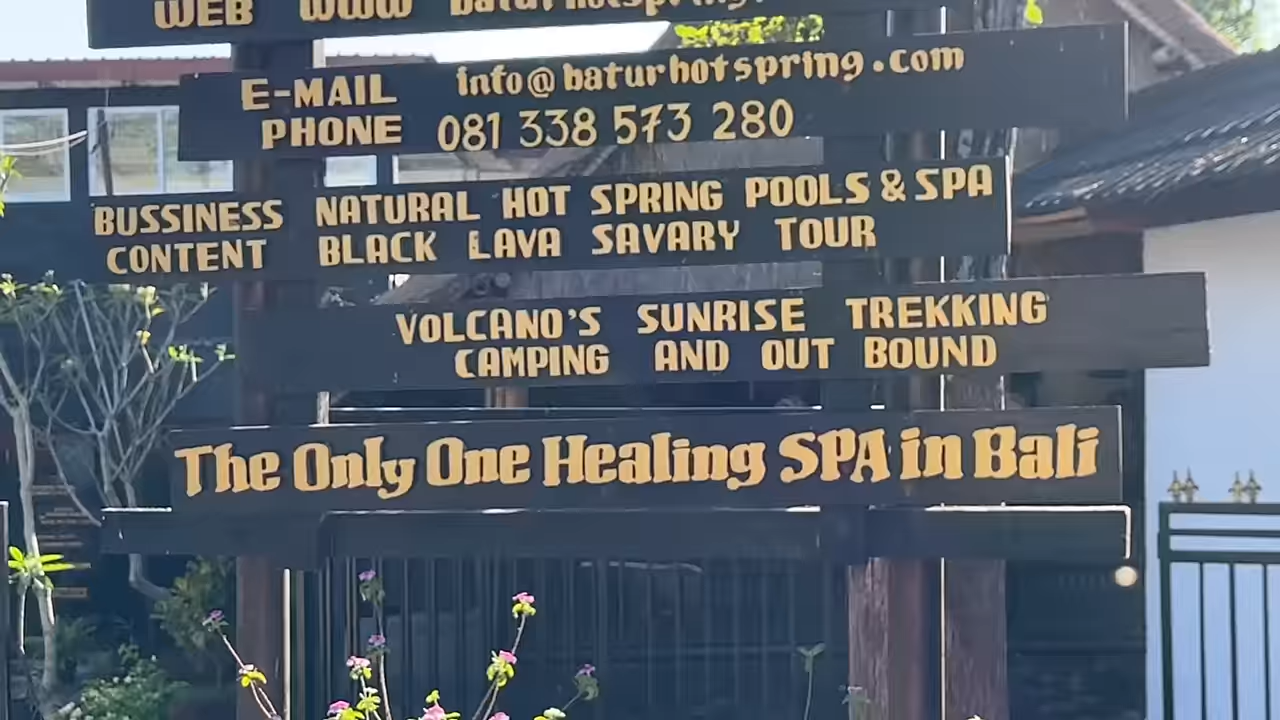 WEB WWW baturhotspring.
E-MAIL info@baturhotspring.com
PHONE 081 338 573 280
BUSSINESS NATURAL HOT SPRING POOLS & SPA
CONTENT BLACK LAVA SAVARY TOUR
VOLCANO'S SUNRISE TREKKING
CAMPING AND OUT BOUND
The Only One Healing SPA in Bali